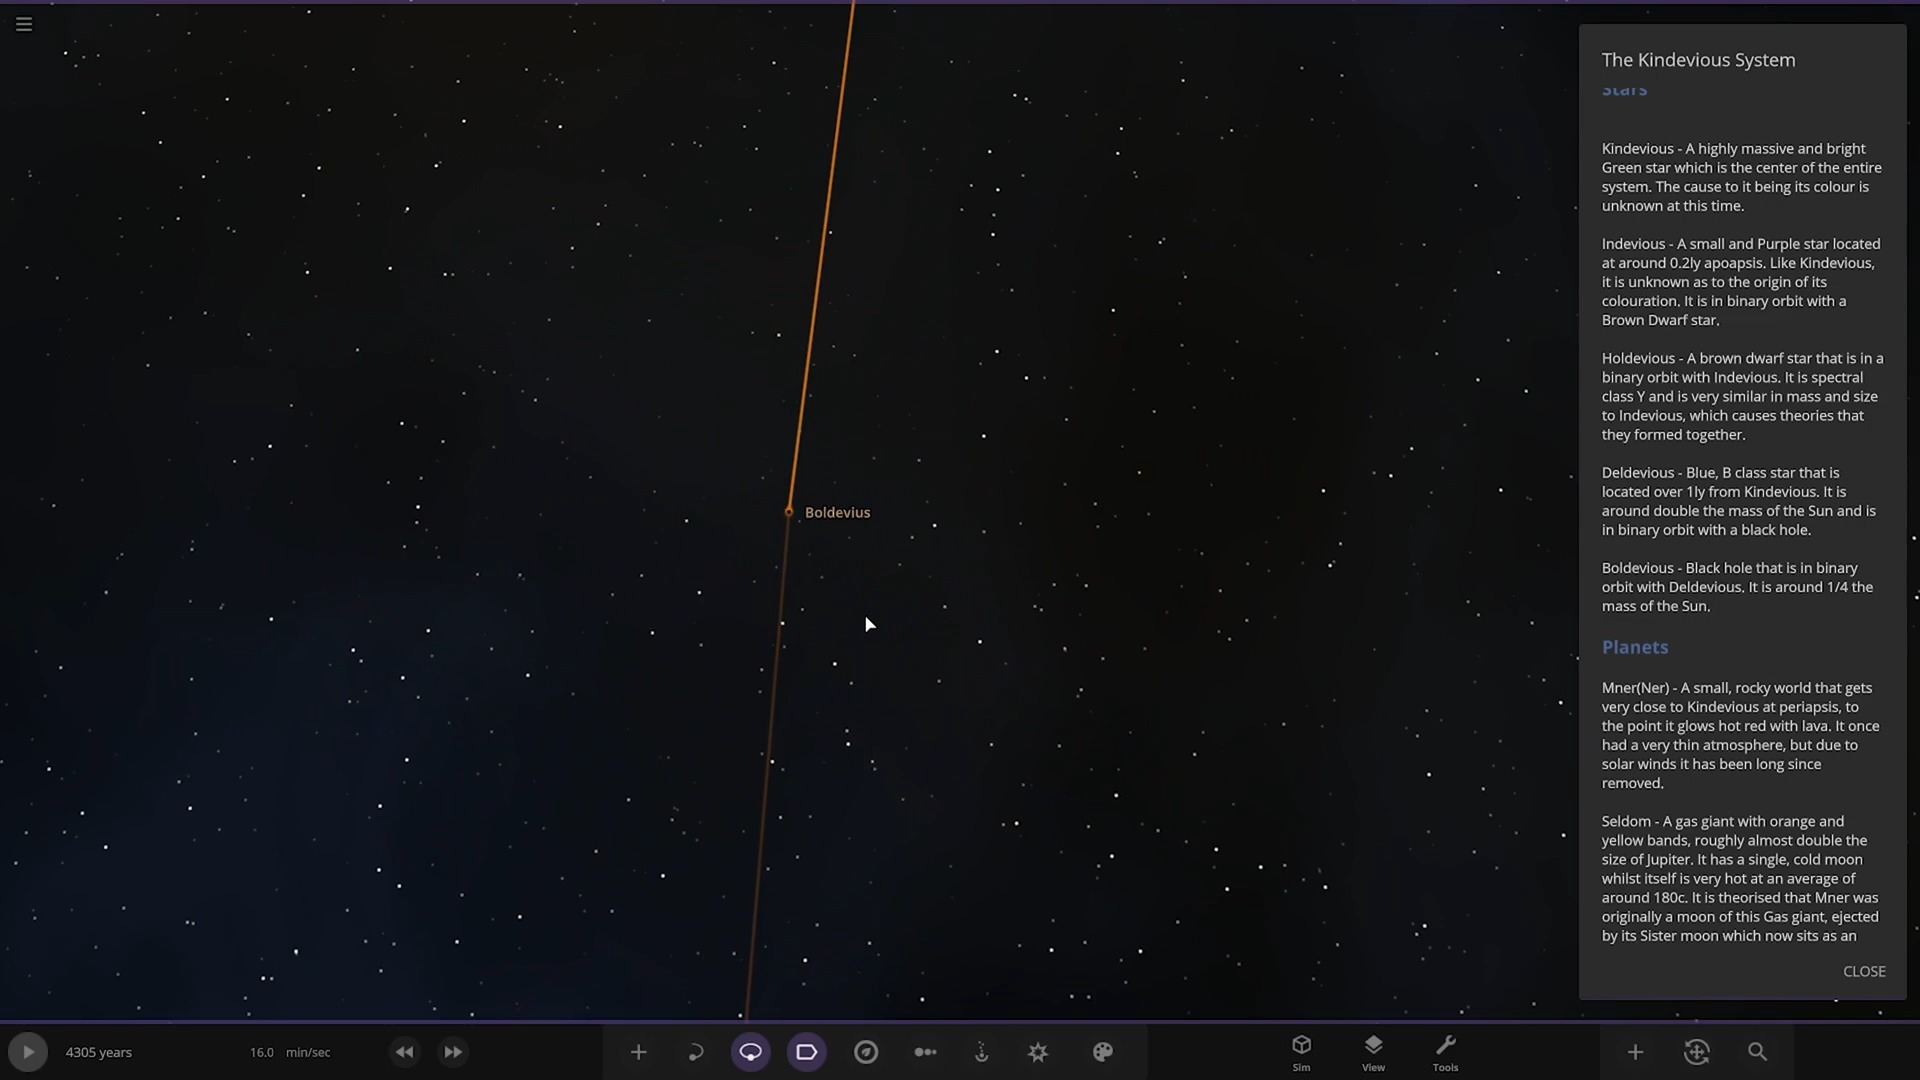 The Kindevious System
Stars
Kindevious - A highly massive and bright
Green star which is the center of the entire
system. The cause to it being its colour is
unknown at this time.
Indevious - A small and Purple star located
at around 0.2ly apoapsis. Like Kindevious,
it is unknown as to the origin of its
colouration. It is in binary orbit with a
Brown Dwarf star.
Holdevious - A brown dwarf star that is in a
binary orbit with Indevious. It is spectral
class Y and is very similar in mass and size
to Indevious, which causes theories that
they formed together.
Deldevious - Blue, B class star that is
located over 1ly from Kindevious. It is
around double the mass of the Sun and is
in binary orbit with a black hole.
Boldevious - Black hole that is in binary
orbit with Deldevious. It is around 1/4 the
mass of the Sun.
Planets
Mner(Ner) - A small, rocky world that gets
very close to Kindevious at periapsis, to
the point it glows hot red with lava. It once
had a very thin atmosphere, but due to
solar winds it has been long since
removed.
Seldom - A gas giant with orange and
yellow bands, roughly almost double the
size of Jupiter. It has a single, cold moon
whilst itself is very hot at an average of
around 180c. It is theorised that Mner was
originally a moon of this Gas giant, ejected
by its Sister moon which now sits as an
CLOSE
Boldevius
4305 years
16.0 min/sec
Sim
View
Tools